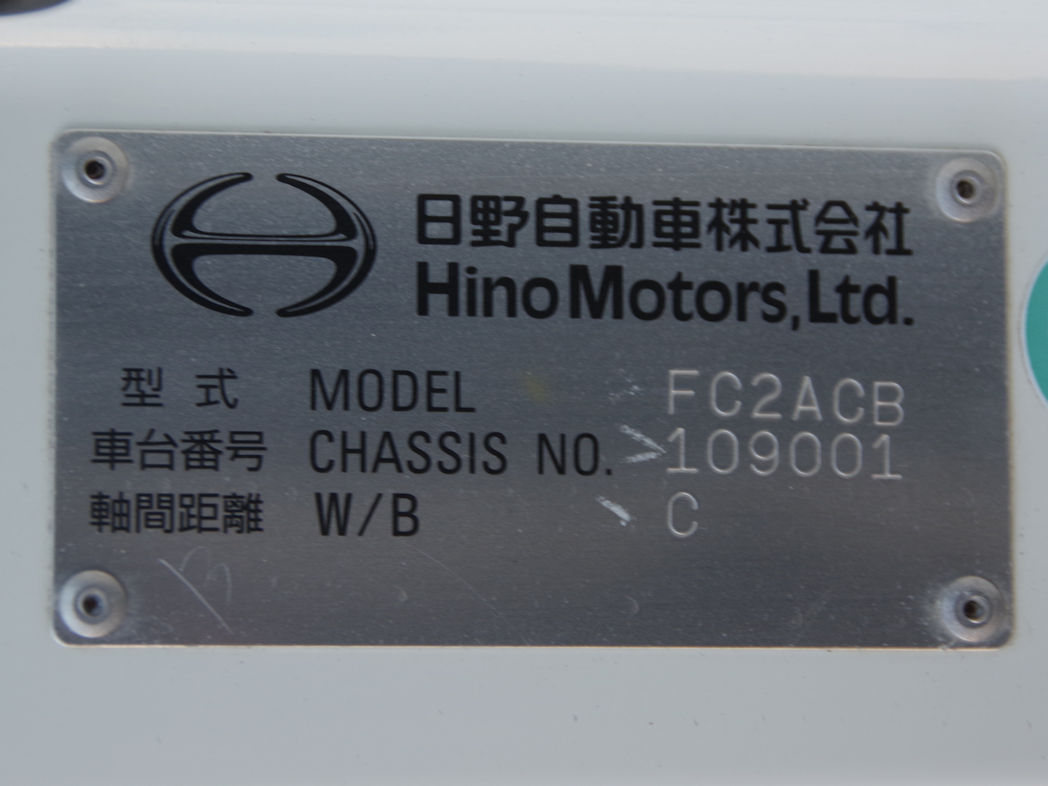 日野自動車株式会社
Hino Motors, Ltd.
型式 MODEL FC2ACB
車台番号 CHASSIS NO. 109001
軸間距離 W/B C